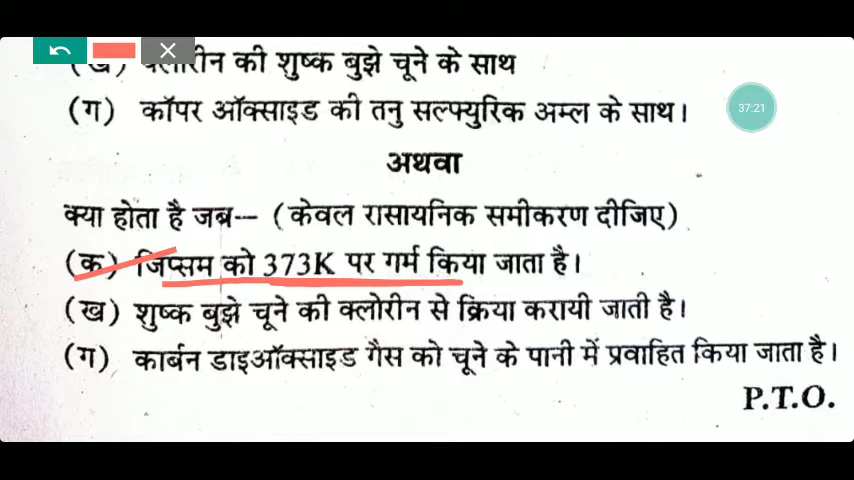 (ख) क्लोरीन की शुष्क बुझे चूने के साथ
37:21
(ग) कॉपर ऑक्साइड की तनु सल्फ्युरिक अम्ल के साथ।
अथवा
क्या होता है जब-- (केवल रासायनिक समीकरण दीजिए)
(क) जिप्सम को 373K पर गर्म किया जाता है।
(ख) शुष्क बुझे चूने की क्लोरीन से क्रिया करायी जाती है।
(ग) कार्बन डाइऑक्साइड गैस को चूने के पानी में प्रवाहित किया जाता है।
P.T.O.